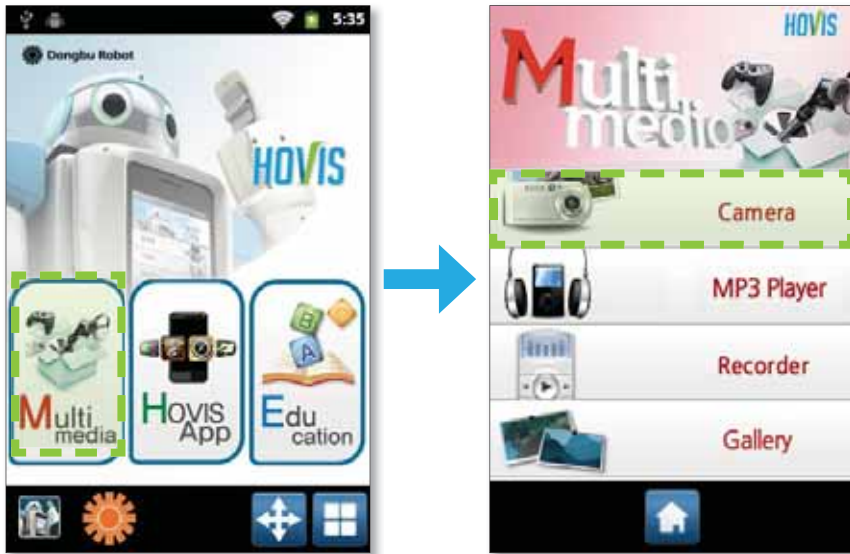 5:35
Dongbu Robot
HOVIS
Multi
media
HOVIS
App
Edu
cation
B
A
HOVIS
Multi
media
Camera
MP3 Player
Recorder
Gallery